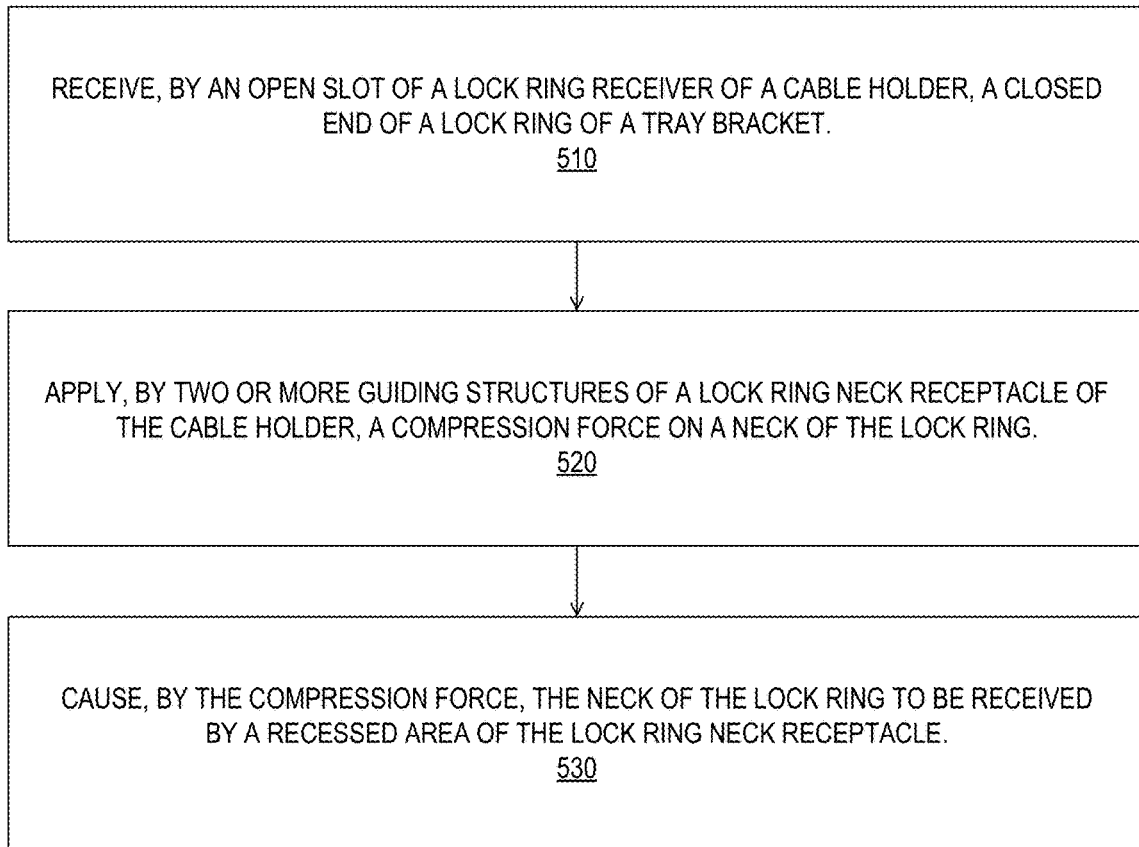 RECEIVE, BY AN OPEN SLOT OF A LOCK RING RECEIVER OF A CABLE HOLDER, A CLOSED
END OF A LOCK RING OF A TRAY BRACKET.
510
APPLY, BY TWO OR MORE GUIDING STRUCTURES OF A LOCK RING NECK RECEPTACLE OF
THE CABLE HOLDER, A COMPRESSION FORCE ON A NECK OF THE LOCK RING.
520
CAUSE, BY THE COMPRESSION FORCE, THE NECK OF THE LOCK RING TO BE RECEIVED
BY A RECESSED AREA OF THE LOCK RING NECK RECEPTACLE.
530